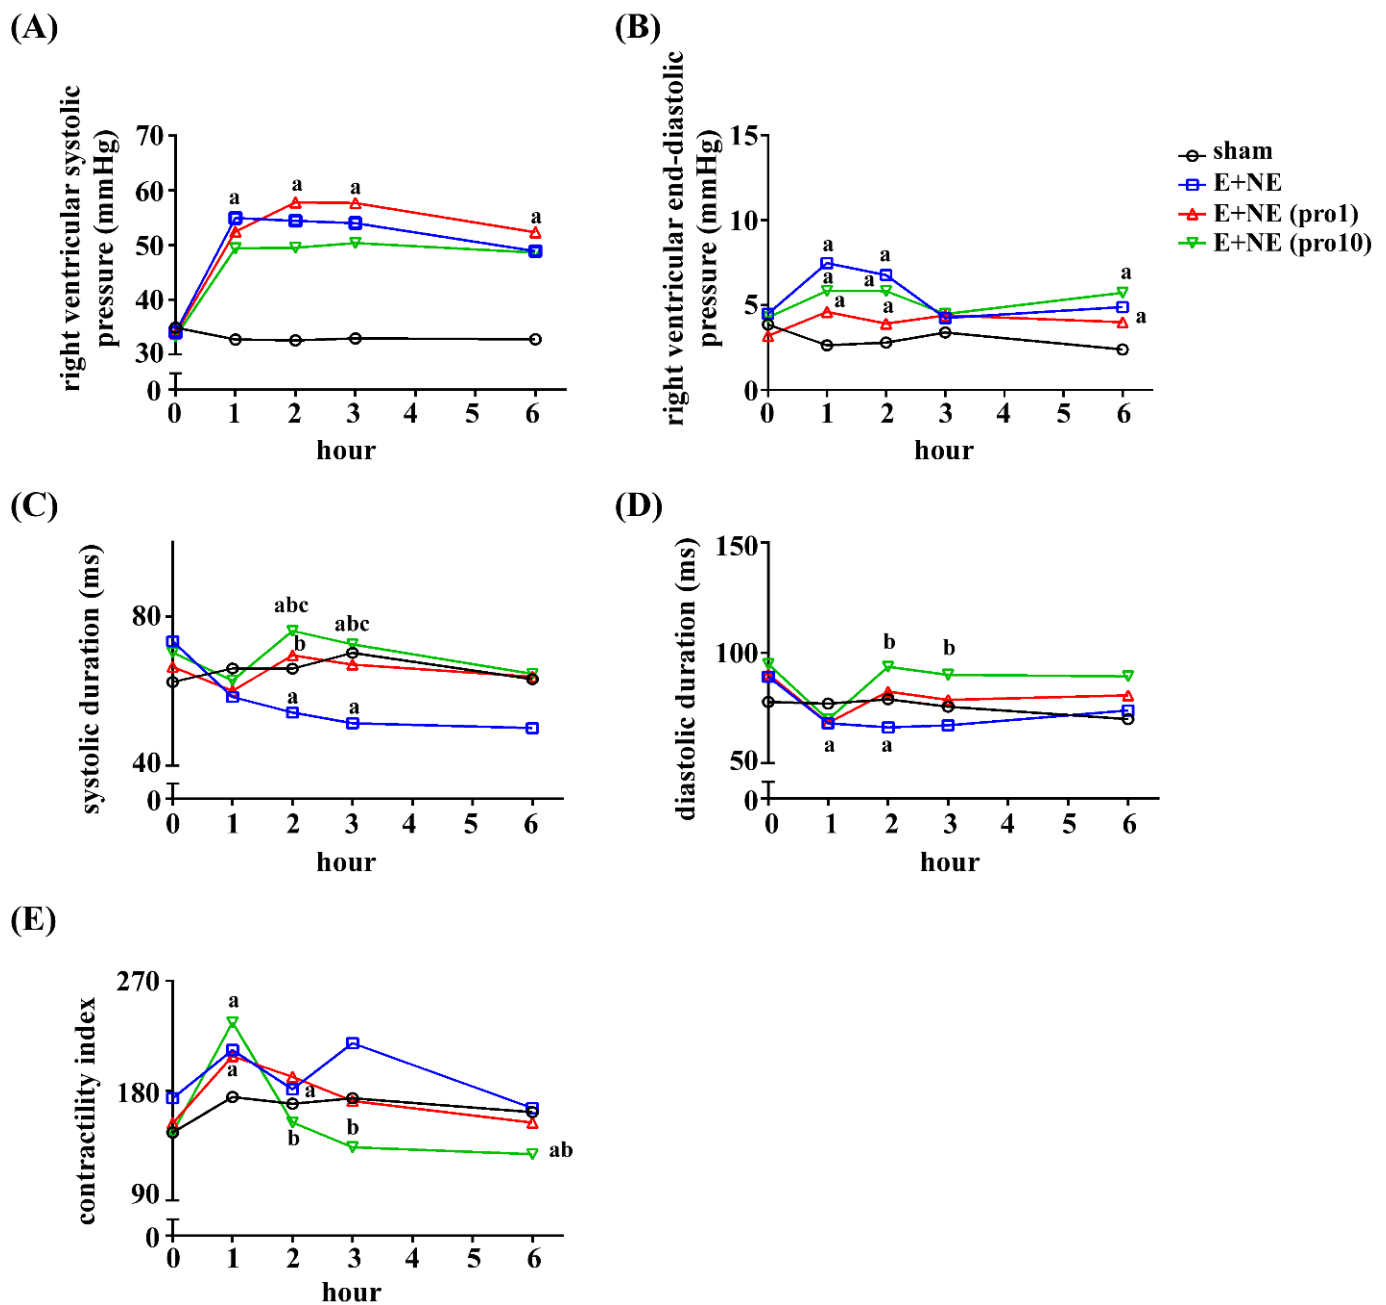 (A)
right ventricular systolic
pressure (mmHg)
70
60
50
40
30
0
a
a
a
a
0 1 2 3 4 5 6
hour
(B)
right ventricular end-diastolic
pressure (mmHg)
15
10
5
0
a
a
a
a
a
a
a
a
0 1 2 3 4 5 6
hour
sham
E+NE
E+NE (pro1)
E+NE (pro10)
(C)
systolic duration (ms)
80
40
0
abc
abc
b
a
a
0 1 2 3 4 5 6
hour
(D)
diastolic duration (ms)
150
100
50
0
b
b
a
a
0 1 2 3 4 5 6
hour
(E)
contractility index
270
180
90
0
a
a
a
b
b
ab
0 1 2 3 4 5 6
hour